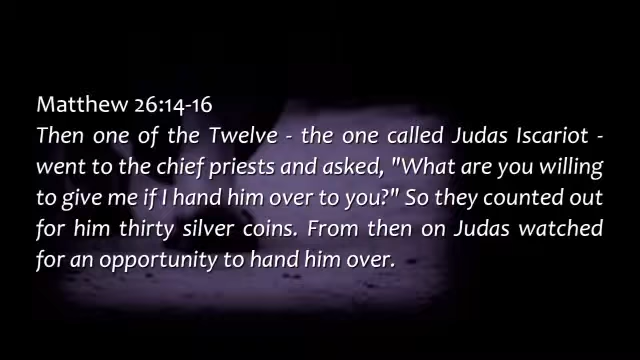 Matthew 26:14-16
Then one of the Twelve - the one called Judas Iscariot -
went to the chief priests and asked, "What are you willing
to give me if I hand him over to you?" So they counted out
for him thirty silver coins. From then on Judas watched
for an opportunity to hand him over.